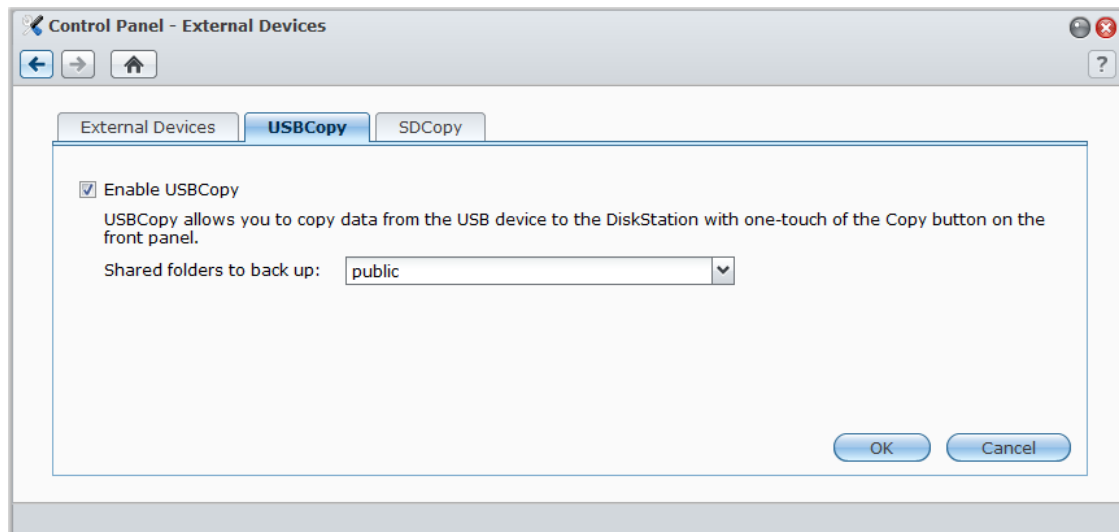 Control Panel - External Devices
?
External Devices USBCopy SDCopy
Enable USBCopy
USBCopy allows you to copy data from the USB device to the DiskStation with one-touch of the Copy button on the
front panel.
Shared folders to back up: public
OK Cancel